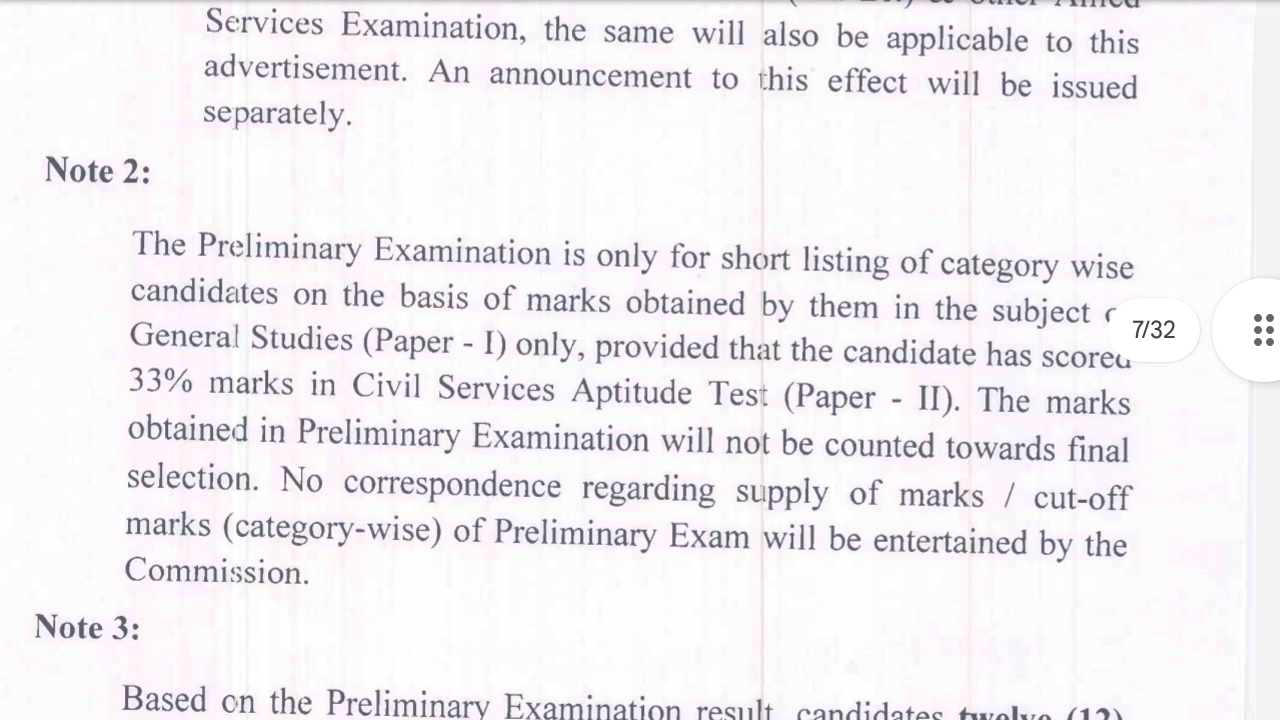 Services Examination, the same will also be applicable to this
advertisement. An announcement to this effect will be issued
separately.
Note 2:
The Preliminary Examination is only for short listing of category wise
candidates on the basis of marks obtained by them in the subject
General Studies (Paper - I) only, provided that the candidate has scored
33% marks in Civil Services Aptitude Test (Paper - II). The marks
obtained in Preliminary Examination will not be counted towards final
selection. No correspondence regarding supply of marks / cut-off
marks (category-wise) of Preliminary Exam will be entertained by the
Commission.
7/32
Note 3:
Based on the Preliminary Examination result, candidates twelve (12)